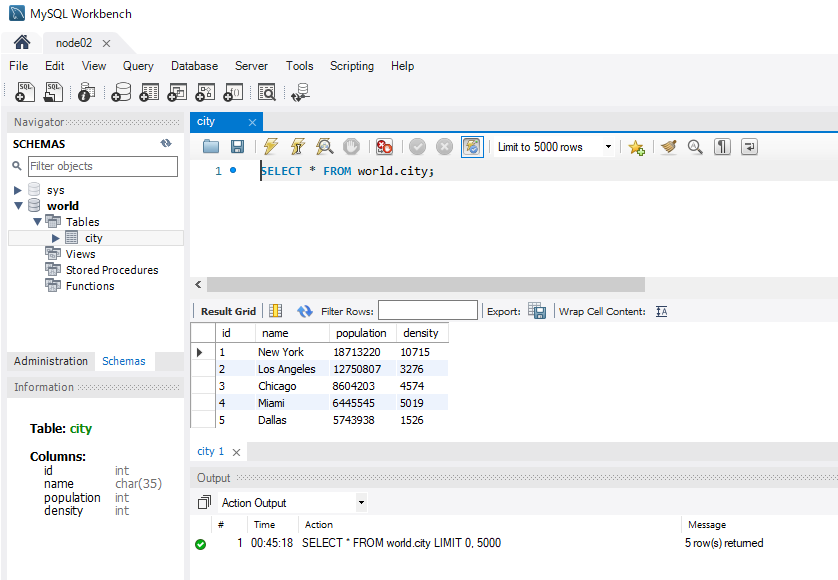 MySQL Workbench
node02
File Edit View Query Database Server Tools Scripting Help
Navigator
SCHEMAS
Filter objects
sys
world
Tables
city
Views
Stored Procedures
Functions
Administration Schemas
Information
Table: city
Columns:
id int
name char(35)
population int
density int
city
Limit to 5000 rows
1 SELECT * FROM world.city;
Result Grid Filter Rows: Export: Wrap Cell Content:
id name population density
1 New York 18713220 10715
2 Los Angeles 12750807 3276
3 Chicago 8604203 4574
4 Miami 6445545 5019
5 Dallas 5743938 1526
city 1
Output
Action Output
# Time Action Message
1 00:45:18 SELECT * FROM world.city LIMIT 0, 5000 5 row(s) returned